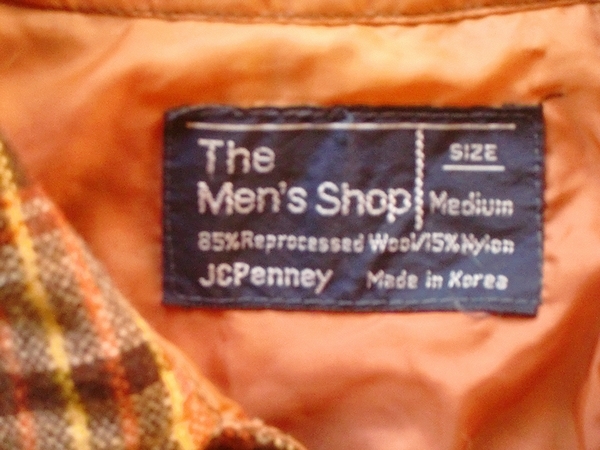 The
Men's Shop
SIZE
Medium
85%Reprocessed Wool/15%Nylon
JCPenney Made in Korea